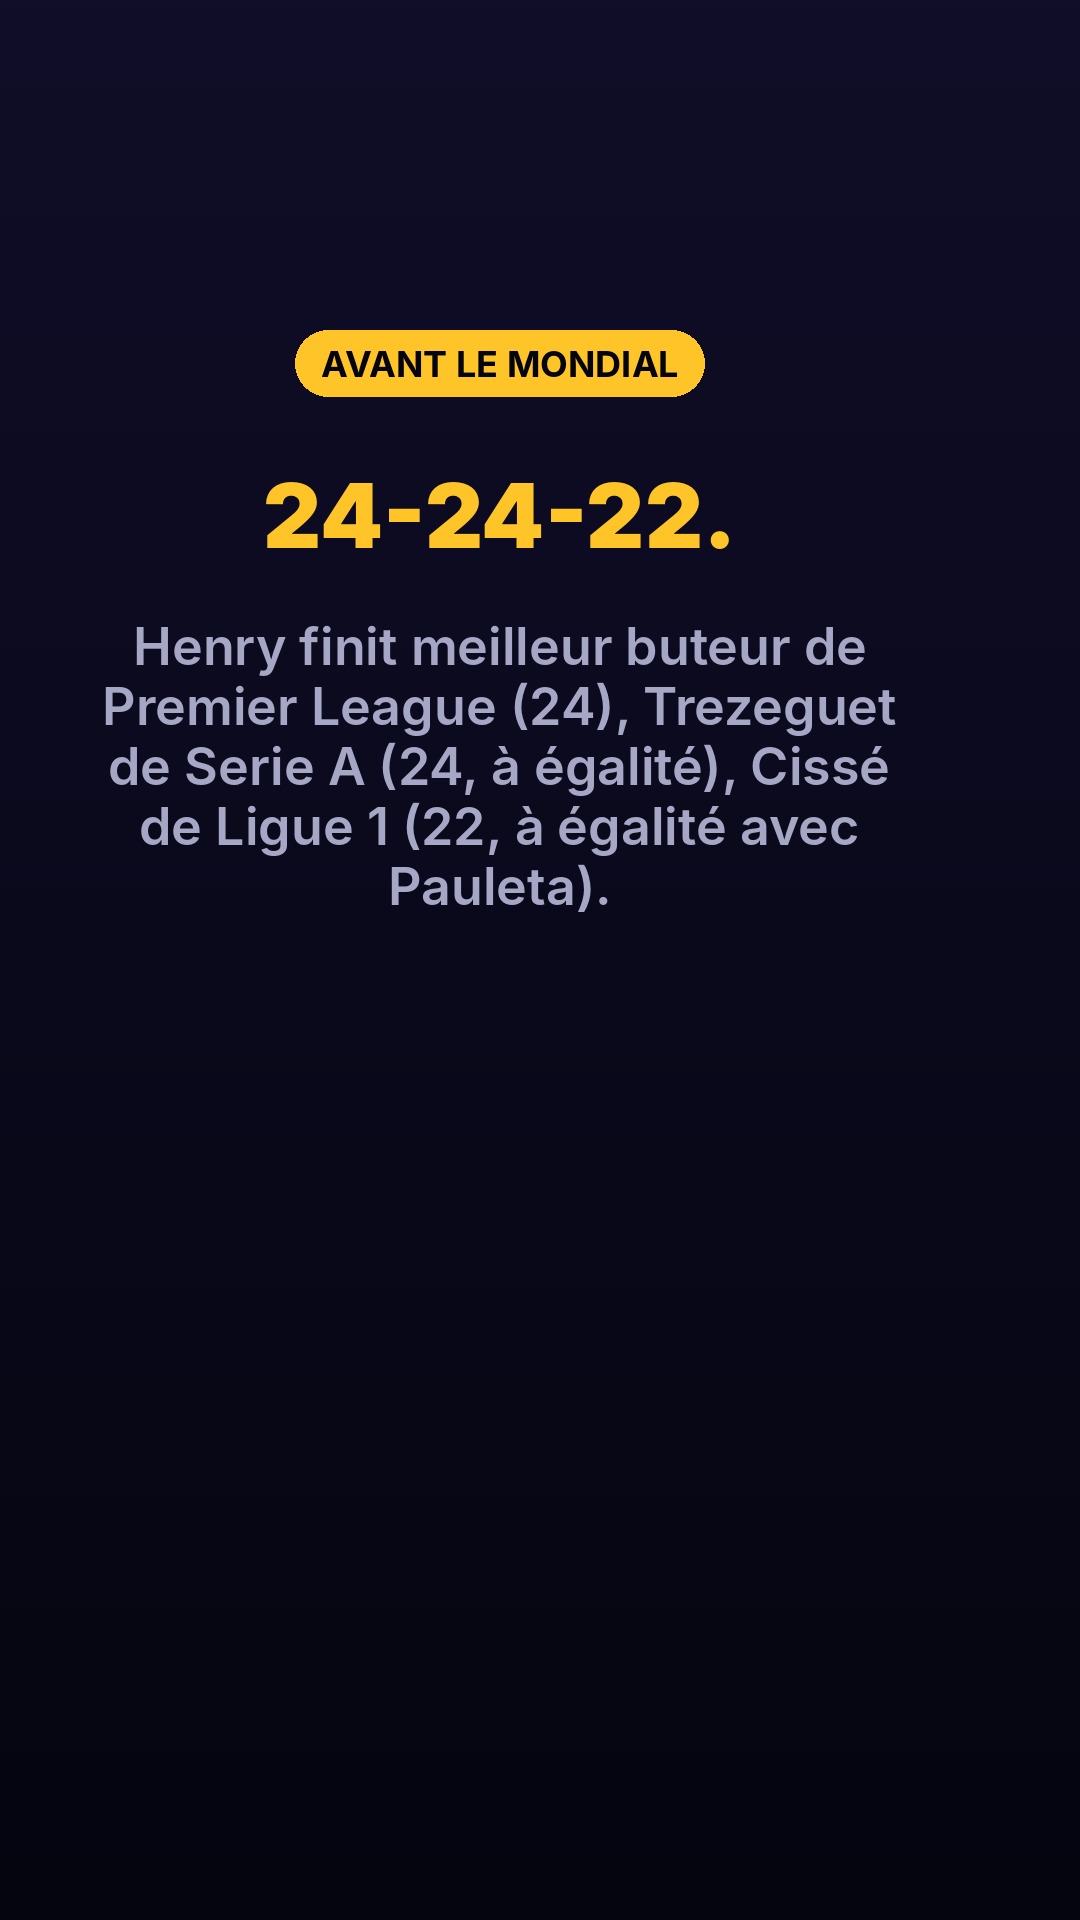 AVANT LE MONDIAL
24-24-22.
Henry finit meilleur buteur de
Premier League (24), Trezeguet
de Serie A (24, à égalité), Cissé
de Ligue 1 (22, à égalité avec
Pauleta).